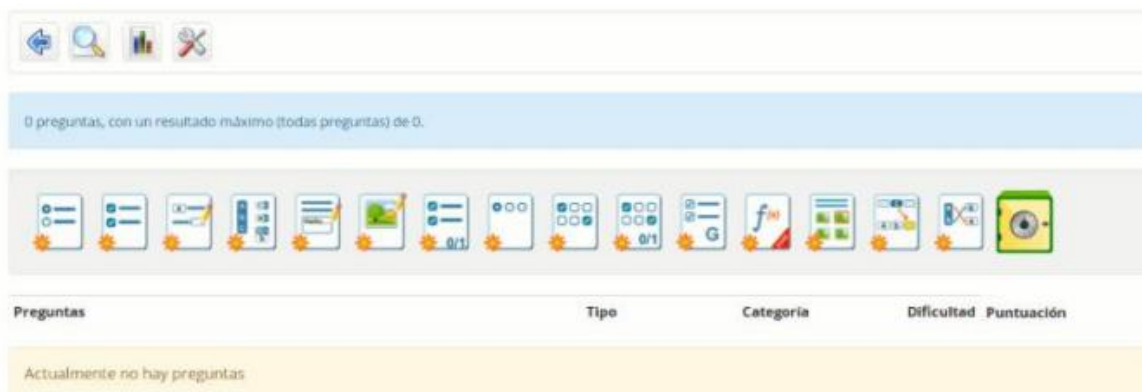 0 preguntas, con un resultado máximo (todas preguntas) de 0.
0/1
0/1
G
f(x)
Preguntas Tipo Categoría Dificultad Puntuación
Actualmente no hay preguntas